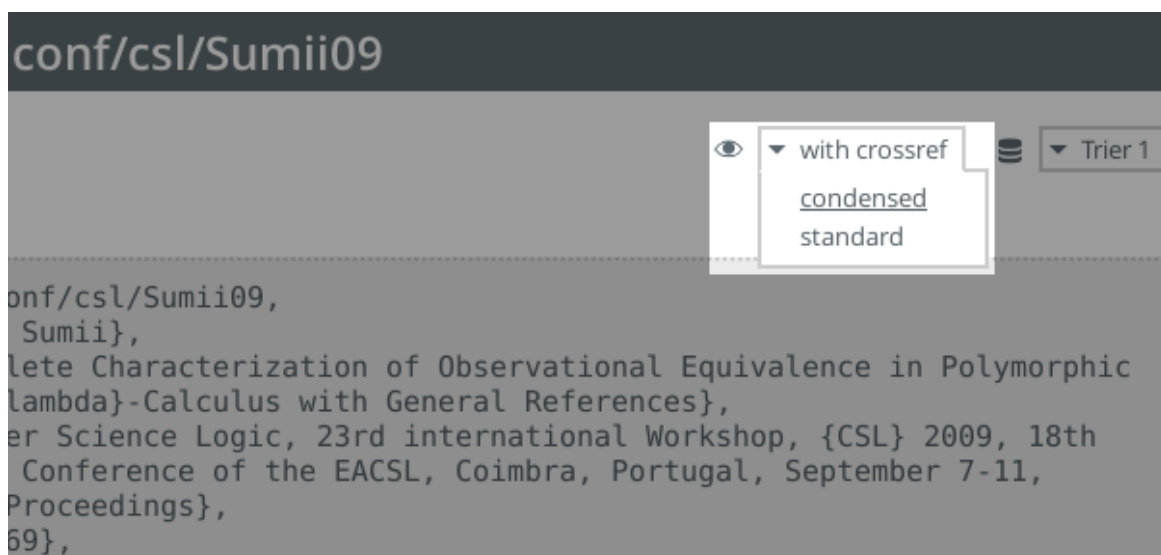 conf/csl/Sumii09
with crossref
Trier 1
condensed
standard
onf/csl/Sumii09,
Sumii},
lete Characterization of Observational Equivalence in Polymorphic
lambda}-Calculus with General References},
er Science Logic, 23rd international Workshop, {CSL} 2009, 18th
Conference of the EACSL, Coimbra, Portugal, September 7-11,
Proceedings},
69},